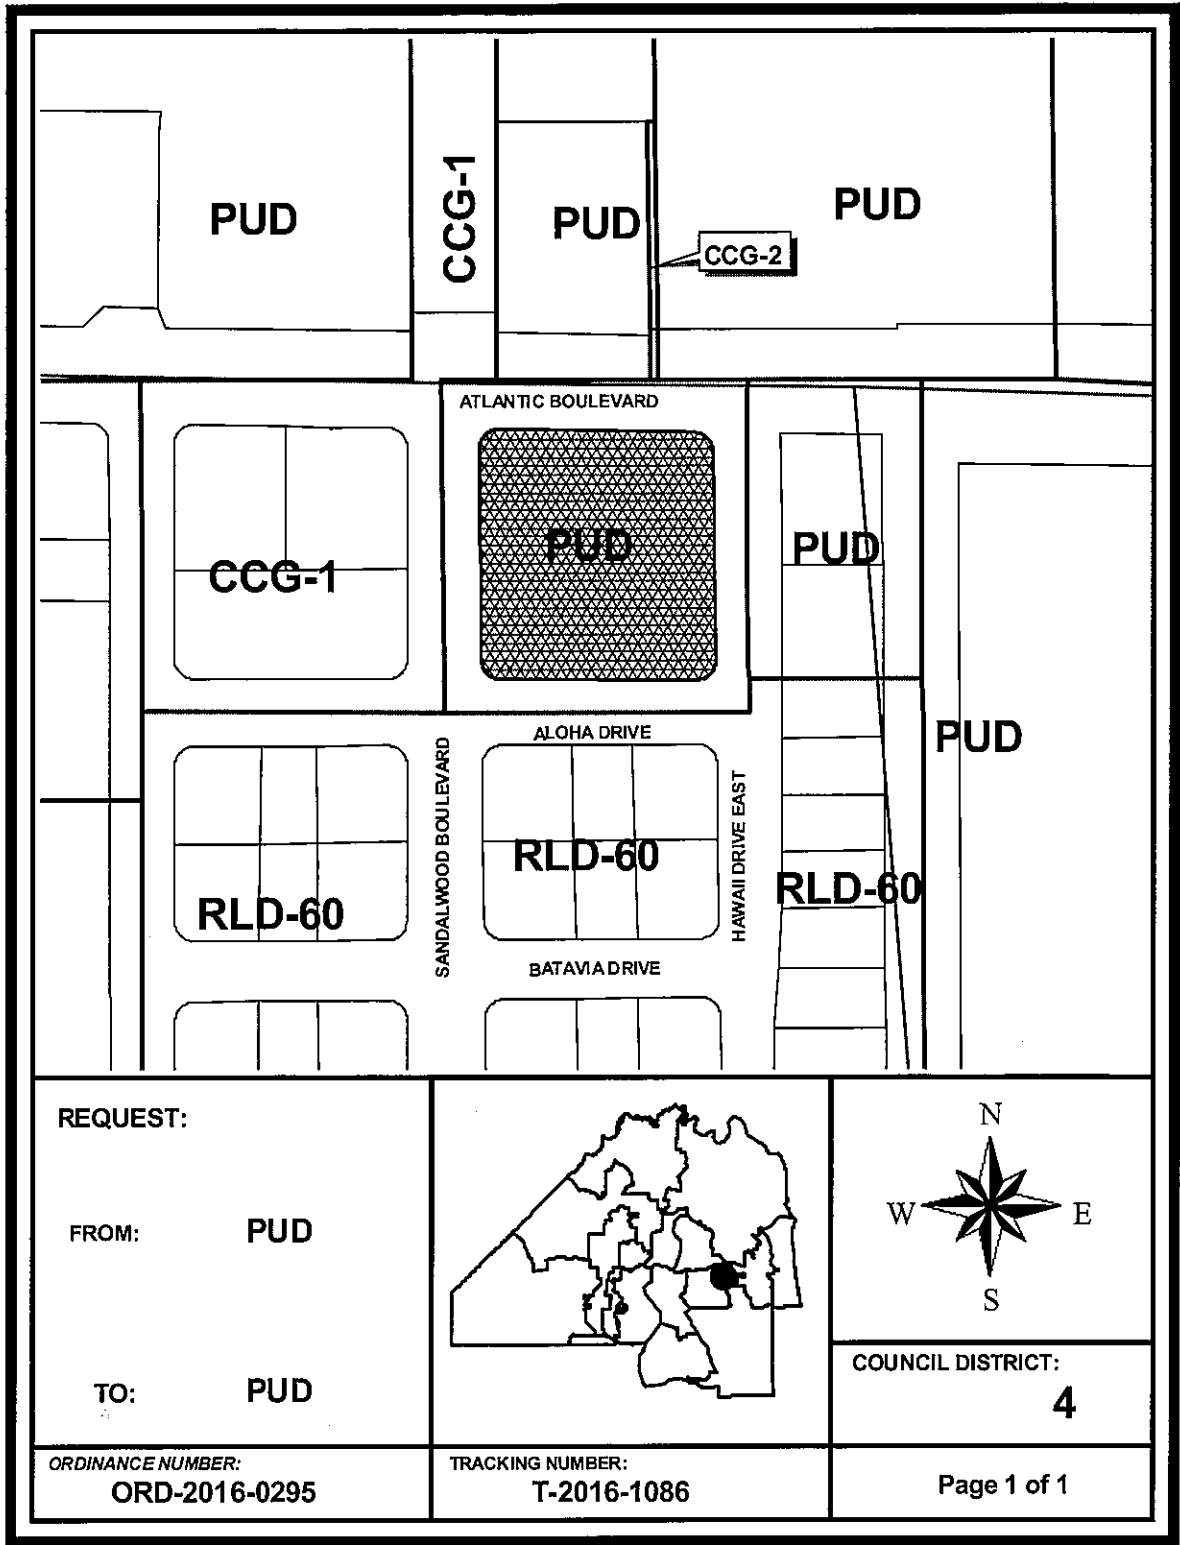 PUD
CCG-1
PUD
PUD
CCG-2
ATLANTIC BOULEVARD
CCG-1
PUD
PUD
ALOHA DRIVE
SANDALWOOD BOULEVARD
HAWAII DRIVE EAST
PUD
RLD-60
RLD-60
RLD-60
BATAVIA DRIVE
REQUEST:
FROM: PUD
TO: PUD
N
W E
S
COUNCIL DISTRICT:
4
ORDINANCE NUMBER:
ORD-2016-0295
TRACKING NUMBER:
T-2016-1086
Page 1 of 1